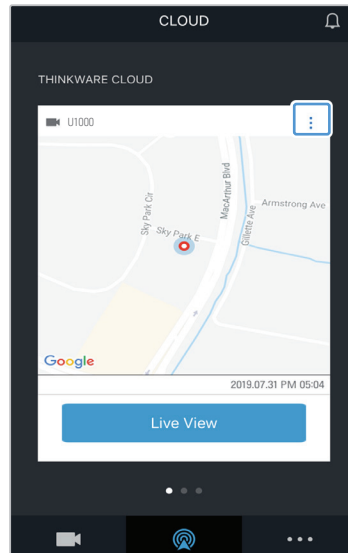 CLOUD
THINKWARE CLOUD
U1000
Sky Park Cir
MacArthur Blvd
Armstrong Ave
Sky Park E
Gillette Ave
Google
2019.07.31 PM 05:04
Live View